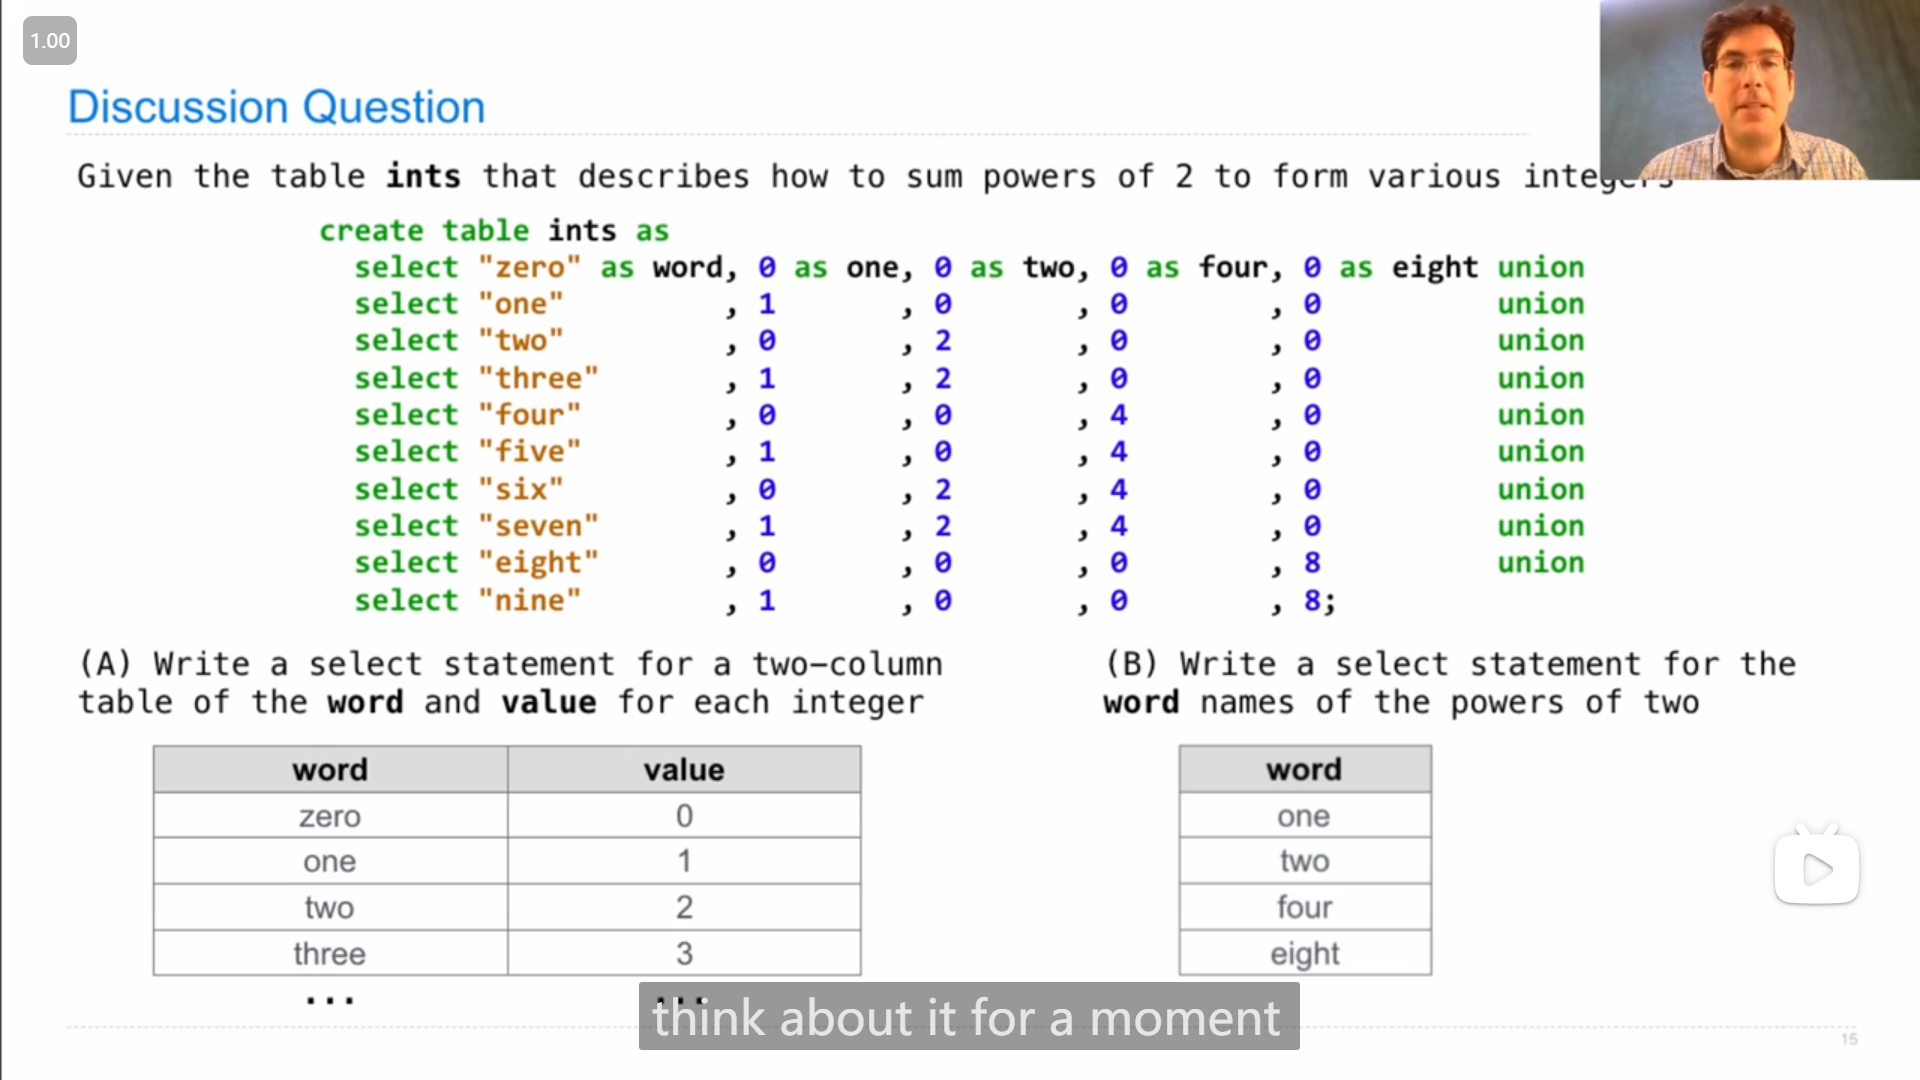 1.00
Discussion Question
Given the table ints that describes how to sum powers of 2 to form various integers
create table ints as
select "zero" as word, 0 as one, 0 as two, 0 as four, 0 as eight union
select "one" , 1 , 0 , 0 , 0 union
select "two" , 0 , 2 , 0 , 0 union
select "three" , 1 , 2 , 0 , 0 union
select "four" , 0 , 0 , 4 , 0 union
select "five" , 1 , 0 , 4 , 0 union
select "six" , 0 , 2 , 4 , 0 union
select "seven" , 1 , 2 , 4 , 0 union
select "eight" , 0 , 0 , 0 , 8 union
select "nine" , 1 , 0 , 0 , 8;
(A) Write a select statement for a two-column
table of the word and value for each integer
word value
zero 0
one 1
two 2
three 3
... ...
(B) Write a select statement for the
word names of the powers of two
word
one
two
four
eight
think about it for a moment
15